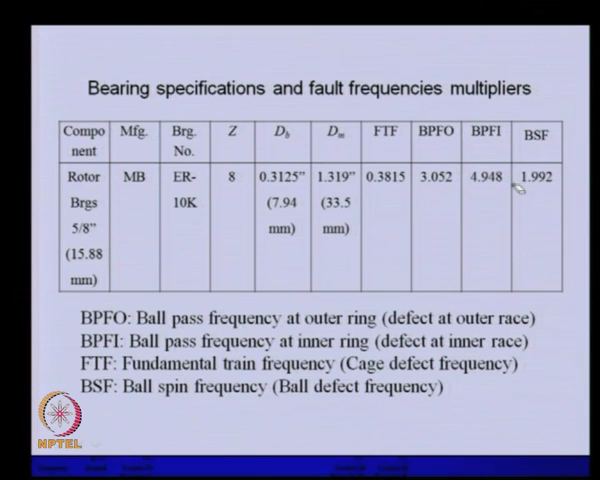 Bearing specifications and fault frequencies multipliers
Compo nent Mfg. Brg. No. Z D_b D_m FTF BPFO BPFI BSF
Rotor MB ER- 8 0.3125" 1.319" 0.3815 3.052 4.948 1.992
Brgs 10K (7.94 (33.5
5/8" mm) mm)
(15.88
mm)
BPFO: Ball pass frequency at outer ring (defect at outer race)
BPFI: Ball pass frequency at inner ring (defect at inner race)
FTF: Fundamental train frequency (Cage defect frequency)
BSF: Ball spin frequency (Ball defect frequency)
NPTEL